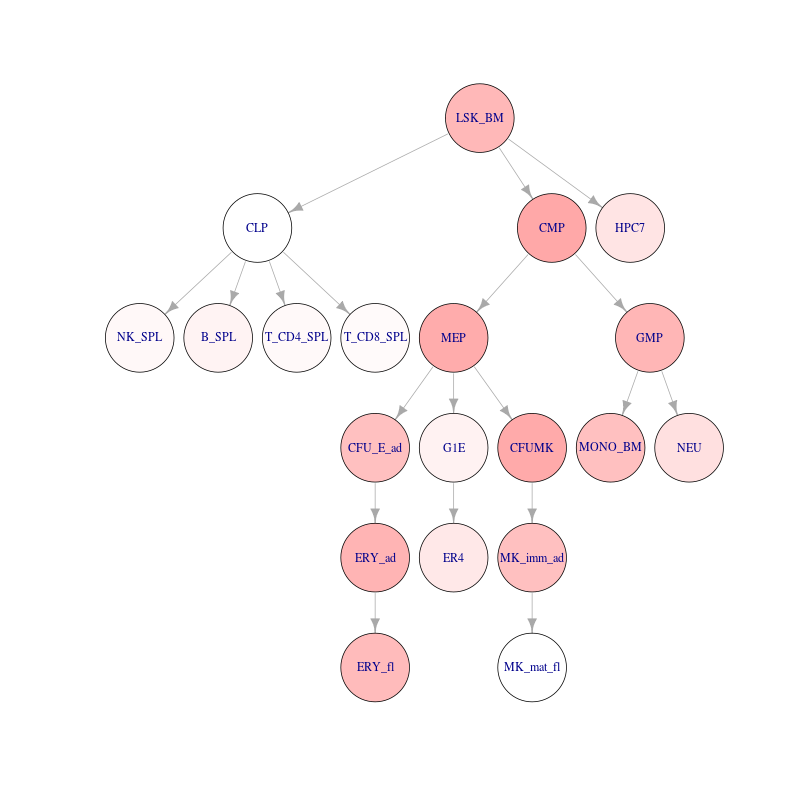 LSK_BM
CLP
CMP
HPC7
NK_SPL
B_SPL
T_CD4_SPL
T_CD8_SPL
MEP
GMP
CFU_E_ad
G1E
CFUMK
MONO_BM
NEU
ERY_ad
ER4
MK_imm_ad
ERY_fl
MK_mat_fl